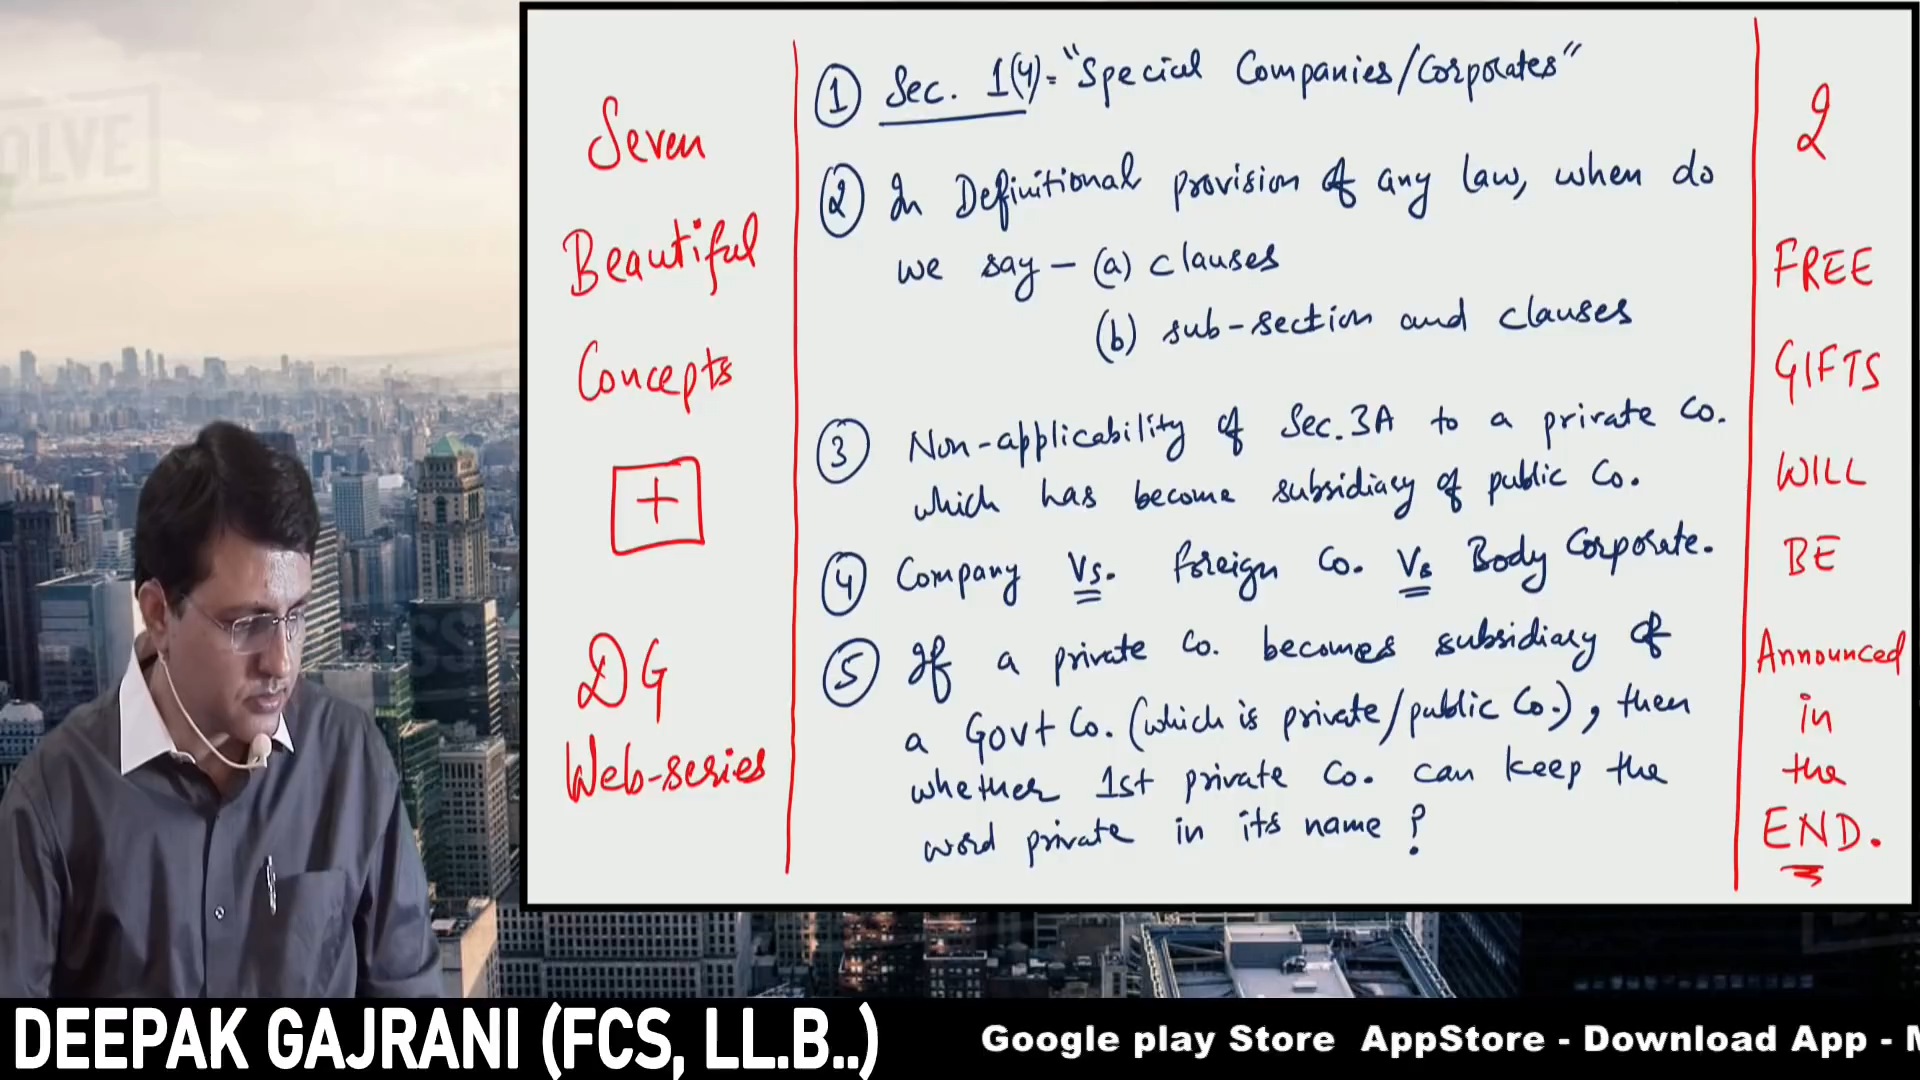 OLVE
Seven
Beautiful
Concepts
+
DG
Web-series
① Sec. 1(4)= "Special Companies/Corporates"
② In Definitional provision of any law, when do
we say – (a) clauses
(b) sub-section and clauses
③ Non-applicability of Sec. 3A to a private Co.
which has become subsidiary of public Co.
④ Company Vs. foreign Co. Vs Body Corporate.
⑤ If a private Co. becomes subsidiary of
a Govt Co. (which is private/public Co.), then
whether 1st private Co. can keep the
word private in its name ?
2
FREE
GIFTS
WILL
BE
Announced
in
the
END.
DEEPAK GAJRANI (FCS, LL.B..)
Google play Store AppStore - Download App - M